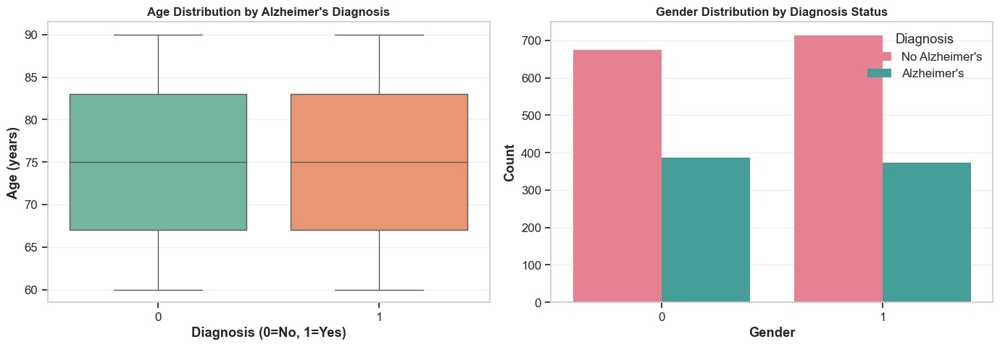 Age Distribution by Alzheimer's Diagnosis
90
85
80
75
70
65
60
Age (years)
0
1
Diagnosis (0=No, 1=Yes)
Gender Distribution by Diagnosis Status
700
600
500
400
300
200
100
0
Count
Diagnosis
No Alzheimer's
Alzheimer's
0
1
Gender